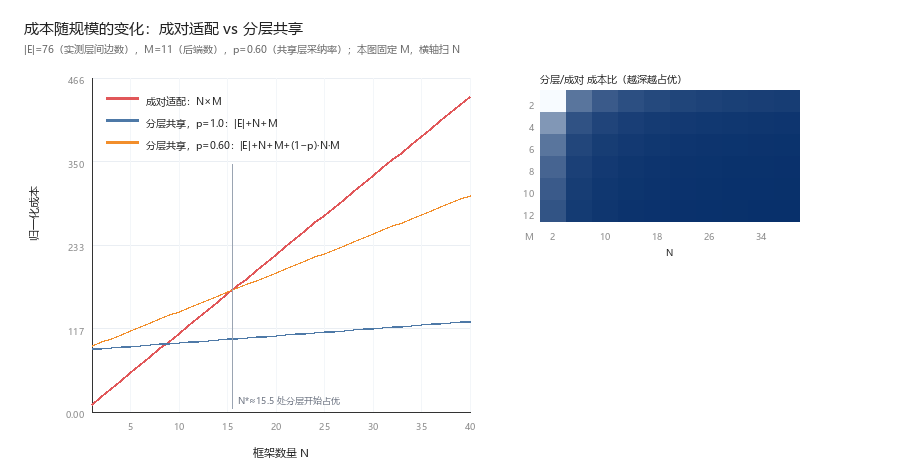 成本随规模的变化：成对适配 vs 分层共享
|E|=76（实测层间边数），M=11（后端数），p=0.60（共享层采纳率）；本图固定 M，横轴扫 N
466
350
233
117
0.00
归一化成本
成对适配：N×M
分层共享，p=1.0：|E|+N+M
分层共享，p=0.60：|E|+N+M+(1−p)·N·M
N*≈15.5 处分层开始占优
5 10 15 20 25 30 35 40
框架数量 N
分层/成对 成本比（越深越占优）
2
4
6
8
10
12
M 2 10 18 26 34
N